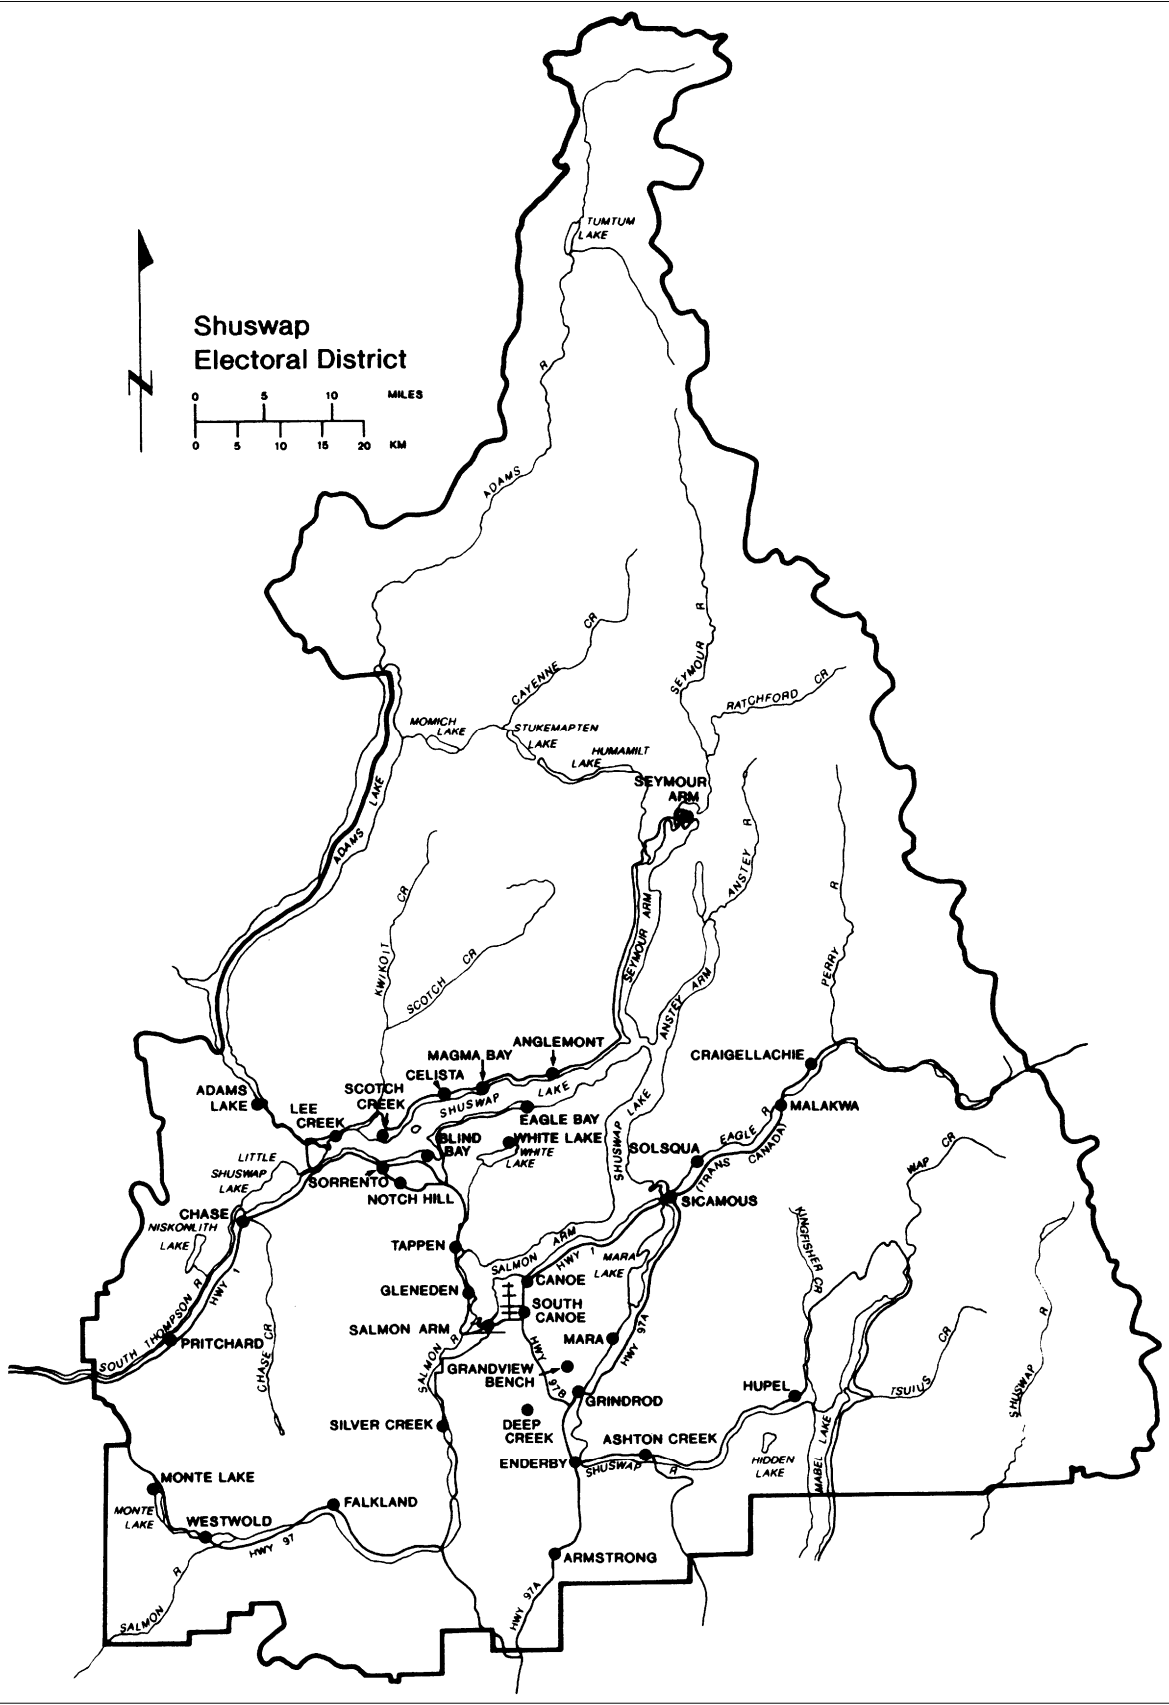 TUMTUM
LAKE
N
Shuswap
Electoral District
0 5 10 MILES
0 5 10 15 20 KM
ADAMS R
CAYENNE CR
SEYMOUR R
RATCHFORD CR
MOMICH
LAKE
STUKEMAPTEN
LAKE
HUMAMILT
LAKE
SEYMOUR
ARM
ADAMS LAKE
ANSTEY R
KWIKOIT CR
SCOTCH CR
SEYMOUR ARM
ANSTEY ARM
PERRY R
ANGLEMONT
MAGMA BAY
CELISTA
SCOTCH
CREEK
ADAMS
LAKE
LEE
CREEK
SHUSWAP LAKE
EAGLE BAY
BLIND
BAY
WHITE LAKE
WHITE
LAKE
SHUSWAP LAKE
CRAIGELLACHIE
MALAKWA
EAGLE R
(TRANS CANADA)
SOLSQUA
SICAMOUS
WAP CR
LITTLE
SHUSWAP
LAKE
SORRENTO
NOTCH HILL
CHASE
NISKONLITH
LAKE
TAPPEN
SALMON ARM
HWY 1
MARA
LAKE
KINGFISHER CR
GLENEDEN
CANOE
SOUTH
CANOE
SALMON ARM
SOUTH THOMPSON R
HWY 1
PRITCHARD
CHASE CR
SALMON R
MARA
HWY 97A
HWY 97B
GRANDVIEW
BENCH
GRINDROD
HUPEL
TSUIUS CR
SHUSWAP R
SILVER CREEK
DEEP
CREEK
ASHTON CREEK
MABEL LAKE
HIDDEN
LAKE
ENDERBY
SHUSWAP R
MONTE LAKE
MONTE
LAKE
WESTWOLD
FALKLAND
HWY 97
ARMSTRONG
SALMON R
HWY 97A